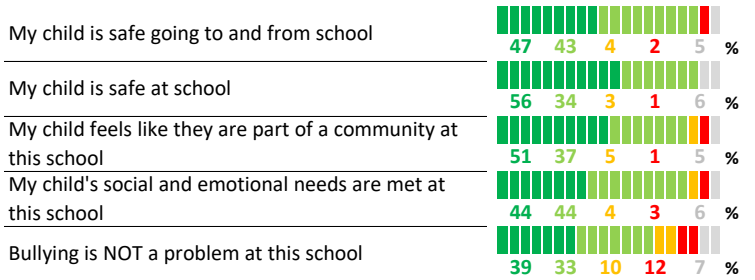 My child is safe going to and from school
47 43 4 2 5 %
My child is safe at school
56 34 3 1 6 %
My child feels like they are part of a community at
this school
51 37 5 1 5 %
My child's social and emotional needs are met at
this school
44 44 4 3 6 %
Bullying is NOT a problem at this school
39 33 10 12 7 %